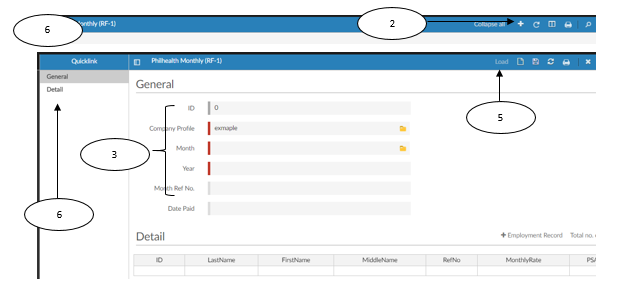 6
Monthly (RF-1)
2
Collapse all
Quicklink
Philhealth Monthly (RF-1)
Load
General
Detail
General
ID 0
Company Profile exmaple
Month
Year
Month Ref No.
Date Paid
3
5
6
Detail
+ Employment Record Total no.
ID LastName FirstName MiddleName RefNo MonthlyRate PS